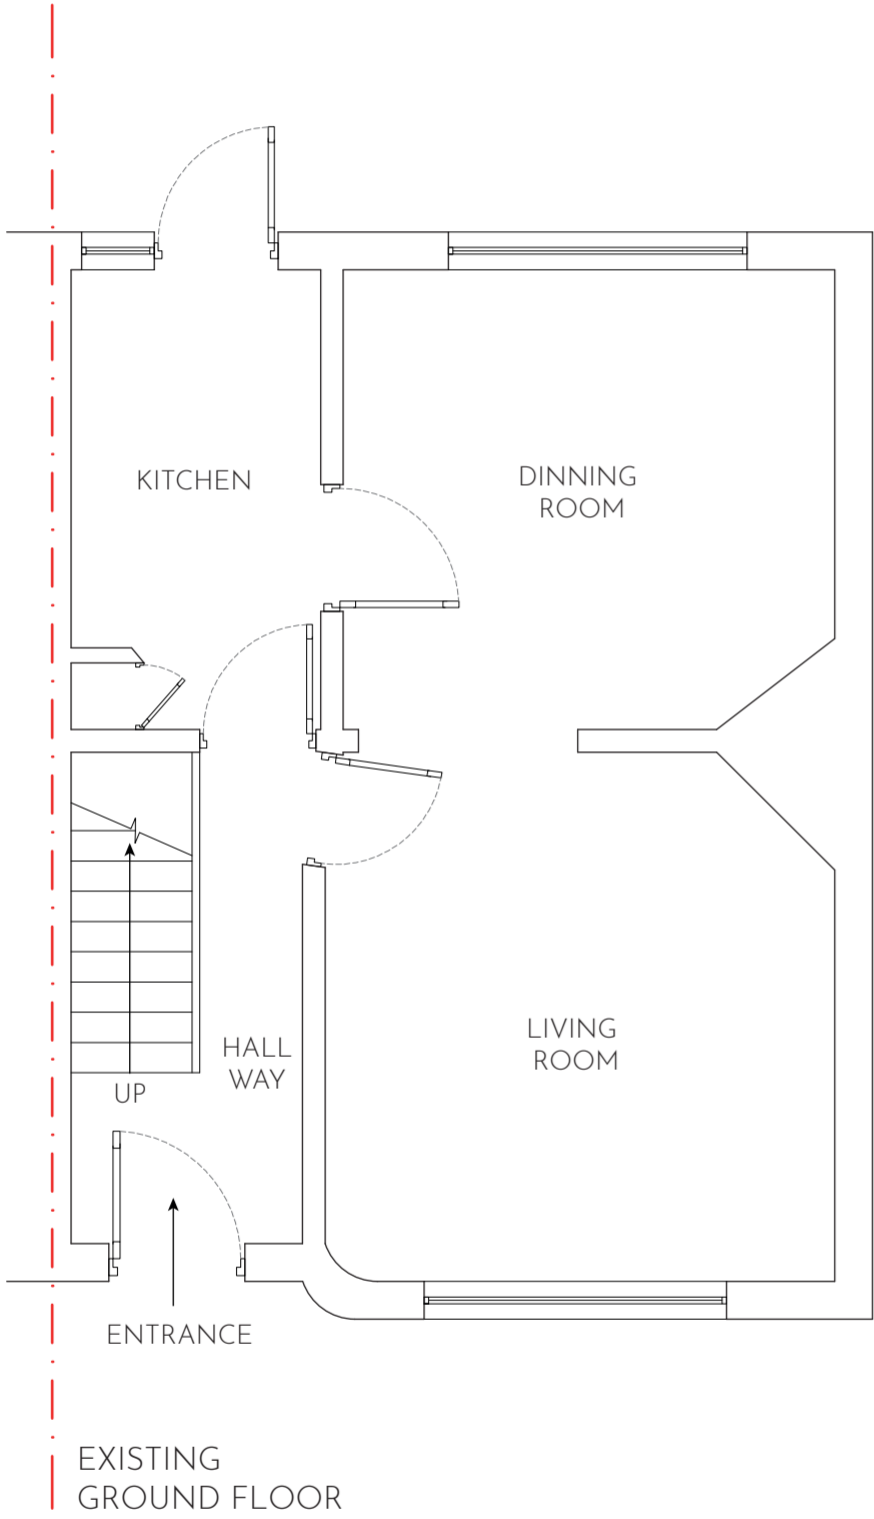 KITCHEN
DINNING
ROOM
LIVING
ROOM
HALL
WAY
UP
ENTRANCE
EXISTING
GROUND FLOOR